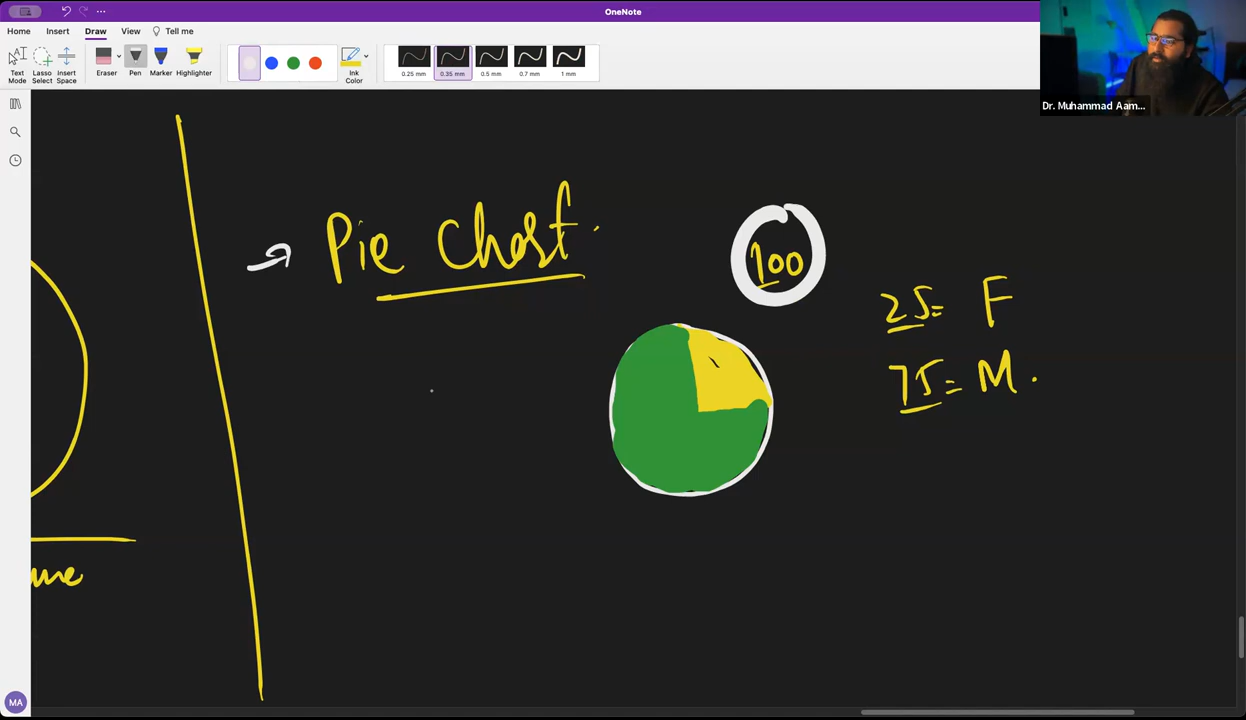 OneNote
Home Insert Draw View Tell me
Text Mode
Lasso Select
Insert Space
Eraser
Pen
Marker
Highlighter
Ink Color
0.25 mm
0.35 mm
0.5 mm
0.7 mm
1 mm
Dr. Muhammad Aam...
→ Pie Chart.
100
25= F
75= M.
me
MA